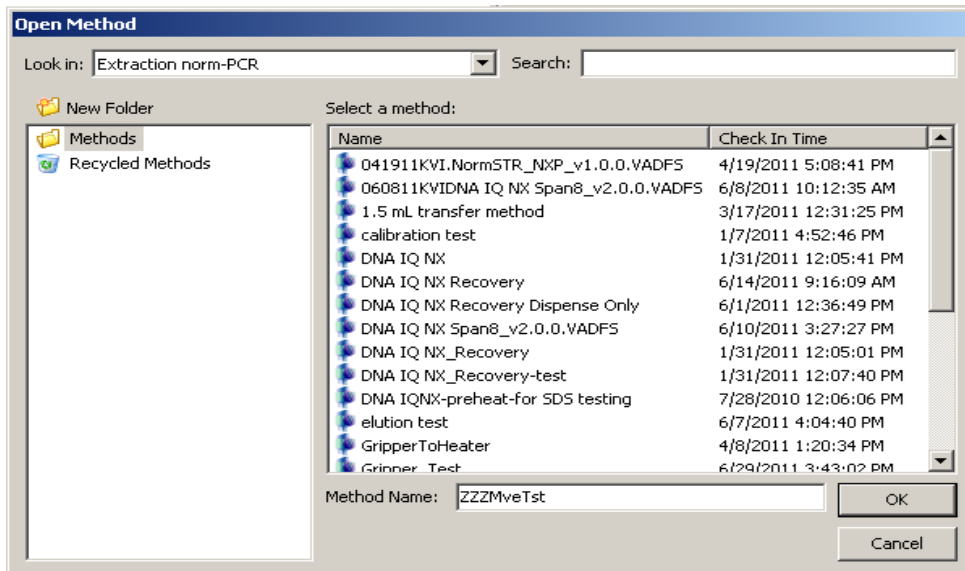 Open Method
Look in: Extraction norm-PCR Search:
New Folder Select a method:
Methods
Recycled Methods
Name Check In Time
041911KVI.NormSTR_NXP_v1.0.0.VADFS 4/19/2011 5:08:41 PM
060811KVIDNA IQ NX Span8_v2.0.0.VADFS 6/8/2011 10:12:35 AM
1.5 mL transfer method 3/17/2011 12:31:25 PM
calibration test 1/7/2011 4:52:46 PM
DNA IQ NX 1/31/2011 12:05:41 PM
DNA IQ NX Recovery 6/14/2011 9:16:09 AM
DNA IQ NX Recovery Dispense Only 6/1/2011 12:36:49 PM
DNA IQ NX Span8_v2.0.0.VADFS 6/10/2011 3:27:27 PM
DNA IQ NX_Recovery 1/31/2011 12:05:01 PM
DNA IQ NX_Recovery-test 1/31/2011 12:07:40 PM
DNA IQNX-preheat-for SDS testing 7/28/2010 12:06:06 PM
elution test 6/7/2011 4:04:40 PM
GripperToHeater 4/8/2011 1:20:34 PM
Gripper_Test 6/29/2011 3:43:02 PM
Method Name: ZZZMveTst OK
Cancel